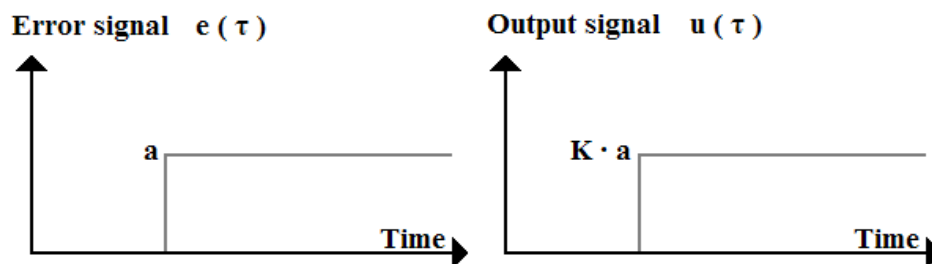 Error signal e ( τ )
Output signal u ( τ )
a
K · a
Time
Time